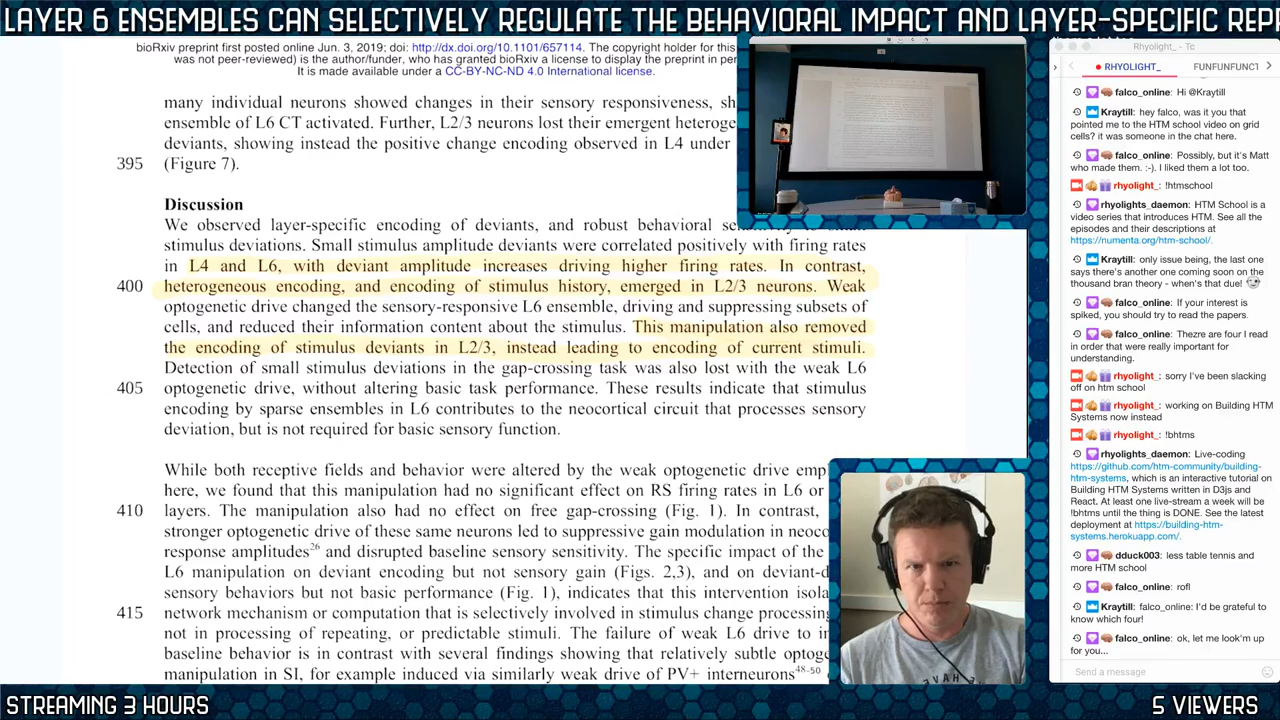 LAYER 6 ENSEMBLES CAN SELECTIVELY REGULATE THE BEHAVIORAL IMPACT AND LAYER-SPECIFIC REP
bioRxiv preprint first posted online Jun. 3, 2019; doi: http://dx.doi.org/10.1101/657114. The copyright holder for this
was not peer-reviewed) is the author/funder, who has granted bioRxiv a license to display the preprint in per
It is made available under a CC-BY-NC-ND 4.0 International license.
many individual neurons showed changes in their sensory responsiveness, sh
ensemble of L6 CT activated. Further, L2/3 neurons lost their emergent heteroge
deviants, showing instead the positive change encoding observed in L4 under
395 (Figure 7).
Discussion
We observed layer-specific encoding of deviants, and robust behavioral
stimulus deviations. Small stimulus amplitude deviants were correlated positively with firing rates
in L4 and L6, with deviant amplitude increases driving higher firing rates. In contrast,
400 heterogeneous encoding, and encoding of stimulus history, emerged in L2/3 neurons. Weak
optogenetic drive changed the sensory-responsive L6 ensemble, driving and suppressing subsets of
cells, and reduced their information content about the stimulus. This manipulation also removed
the encoding of stimulus deviants in L2/3, instead leading to encoding of current stimuli.
Detection of small stimulus deviations in the gap-crossing task was also lost with the weak L6
405 optogenetic drive, without altering basic task performance. These results indicate that stimulus
encoding by sparse ensembles in L6 contributes to the neocortical circuit that processes sensory
deviation, but is not required for basic sensory function.
While both receptive fields and behavior were altered by the weak optogenetic drive empl
here, we found that this manipulation had no significant effect on RS firing rates in L6 or
410 layers. The manipulation also had no effect on free gap-crossing (Fig. 1). In contrast,
stronger optogenetic drive of these same neurons led to suppressive gain modulation in neoco
response amplitudes26 and disrupted baseline sensory sensitivity. The specific impact of the
L6 manipulation on deviant encoding but not sensory gain (Figs. 2,3), and on deviant-d
sensory behaviors but not basic performance (Fig. 1), indicates that this intervention isola
415 network mechanism or computation that is selectively involved in stimulus change processing
not in processing of repeating, or predictable stimuli. The failure of weak L6 drive to in
baseline behavior is in contrast with several findings showing that relatively subtle optoge
manipulation in SI, for example induced via similarly weak drive of PV+ interneurons48-50
Rhyolight_ - Tc
RHYOLIGHT_ FUNFUNFUNCT
falco_online: Hi @Kraytill
Kraytill: hey falco, was it you that
pointed me to the HTM school video on grid
cells? it was someone in the chat here.
falco_online: Possibly, but it's Matt
who made them. :-). I liked them a lot too.
rhyolight_: !htmschool
rhyolights_daemon: HTM School is a
video series that introduces HTM. See all the
episodes and their descriptions at
https://numenta.org/htm-school/.
Kraytill: only issue being, the last one
says there's another one coming soon on the
thousand bran theory - when's that due!
falco_online: If your interest is
spiked, you should try to read the papers.
falco_online: Thezre are four I read
in order that were really important for
understanding.
rhyolight_: sorry I've been slacking
off on htm school
rhyolight_: working on Building HTM
Systems now instead
rhyolight_: !bhtms
rhyolights_daemon: Live-coding
https://github.com/htm-community/building-
htm-systems, which is an interactive tutorial on
Building HTM Systems written in D3js and
React. At least one live-stream a week will be
!bhtms until the thing is DONE. See the latest
deployment at https://building-htm-
systems.herokuapp.com/.
dduck003: less table tennis and
more HTM school
falco_online: rofl
Kraytill: falco_online: I'd be grateful to
know which four!
falco_online: ok, let me look'm up
for you...
Send a message
HAVE
STREAMING 3 HOURS
5 VIEWERS